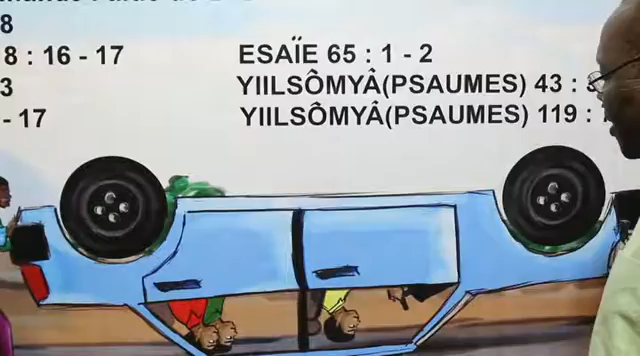 8
8 : 16 - 17
3
- 17
ESAÏE 65 : 1 - 2
YIILSÔMYÂ(PSAUMES) 43 :
YIILSÔMYÂ(PSAUMES) 119 :